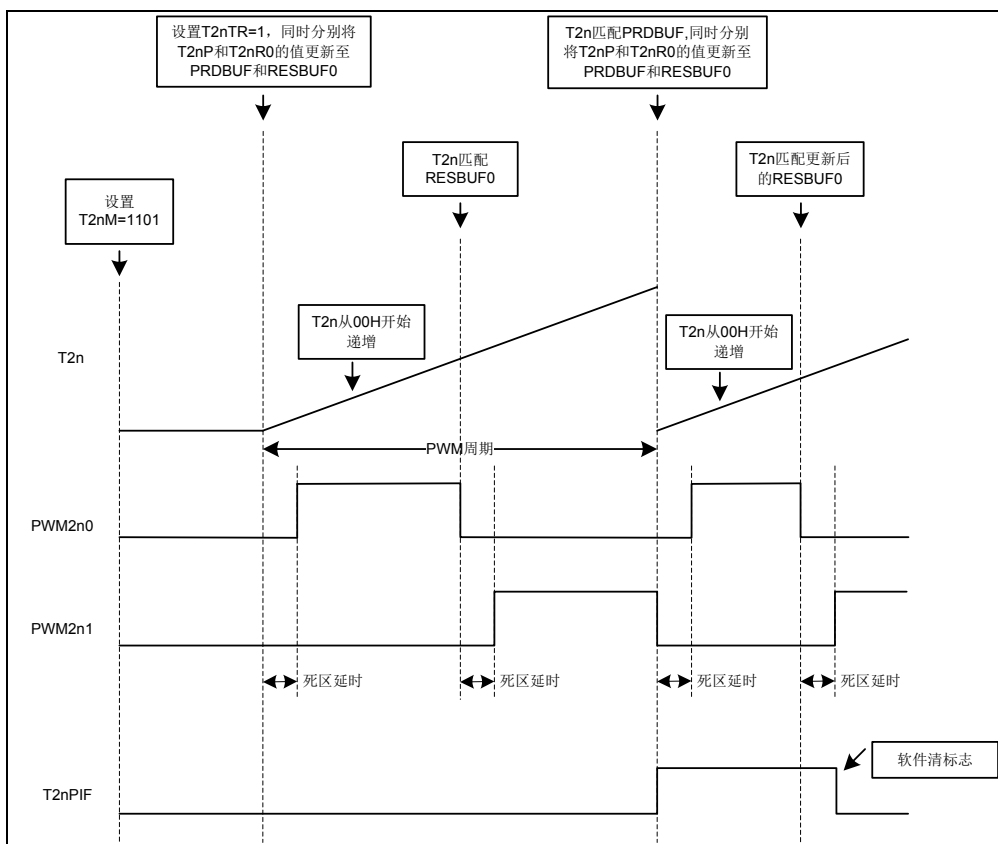 设置T2nTR=1，同时分别将
T2nP和T2nR0的值更新至
PRDBUF和RESBUF0
T2n匹配PRDBUF,同时分别
将T2nP和T2nR0的值更新至
PRDBUF和RESBUF0
T2n匹配
RESBUF0
T2n匹配更新后
的RESBUF0
设置
T2nM=1101
T2n从00H开始
递增
T2n从00H开始
递增
T2n
PWM周期
PWM2n0
PWM2n1
死区延时
死区延时
死区延时
死区延时
软件清标志
T2nPIF